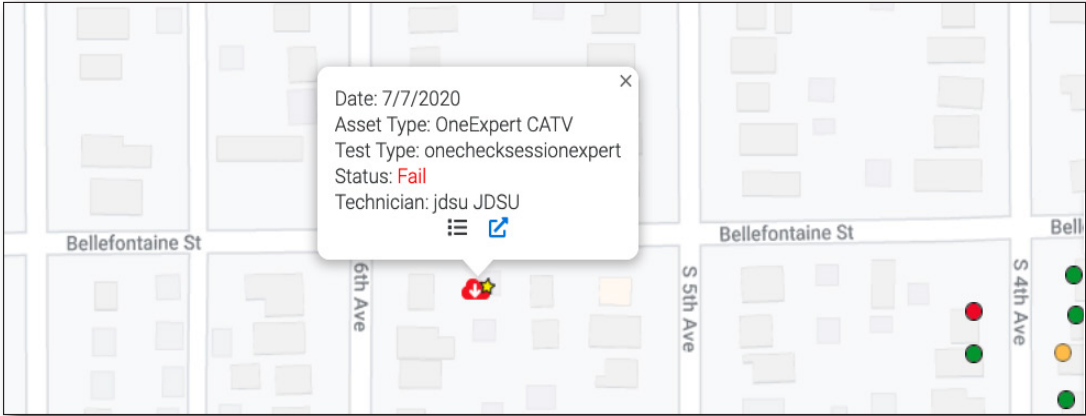 ×
Date: 7/7/2020
Asset Type: OneExpert CATV
Test Type: onechecksessionexpert
Status: Fail
Technician: jdsu JDSU
Bellefontaine St
Bellefontaine St
Bell
6th Ave
S 5th Ave
S 4th Ave